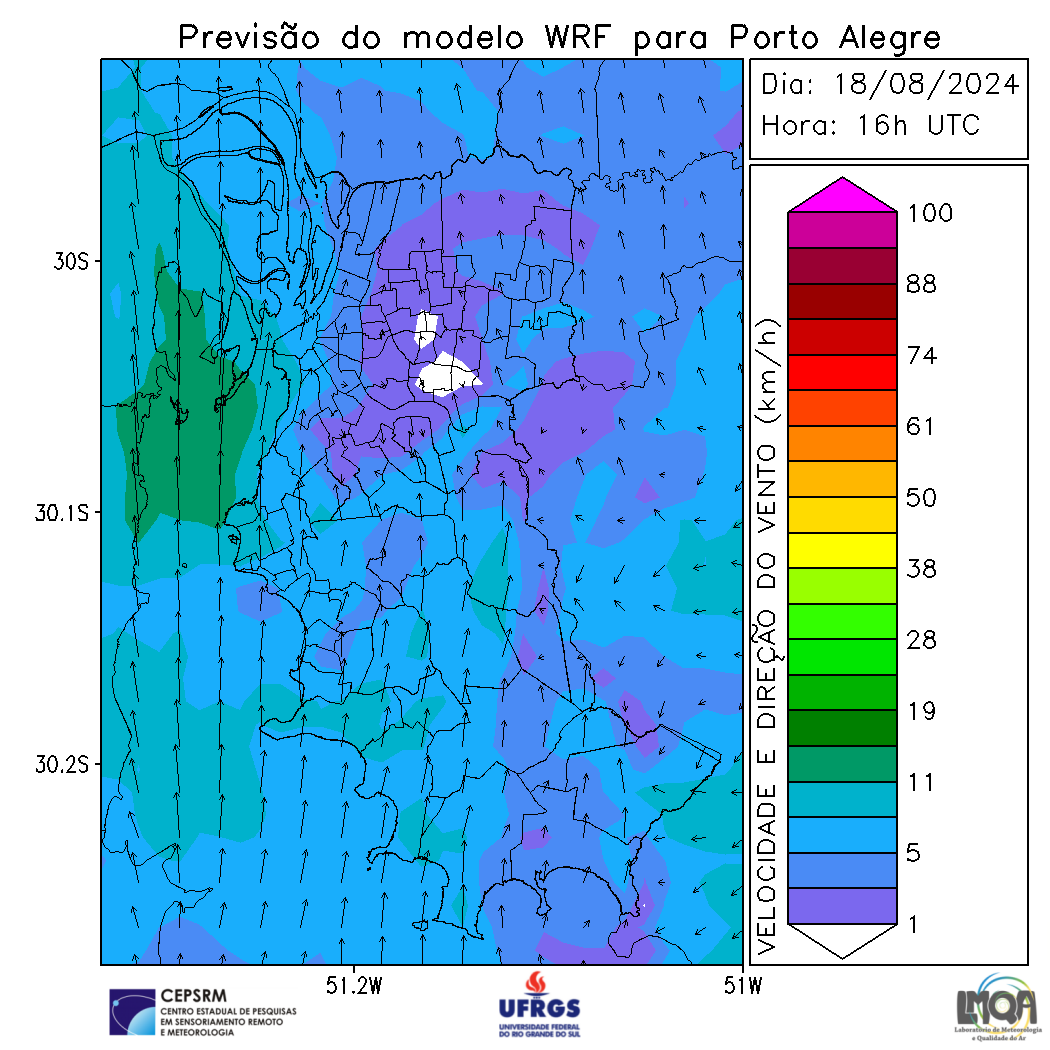 Previsão do modelo WRF para Porto Alegre
Dia: 18/08/2024
Hora: 16h UTC
30S
30.1S
30.2S
51.2W
51W
VELOCIDADE E DIREÇÃO DO VENTO (km/h)
100
88
74
61
50
38
28
19
11
5
1
CEPSRM
CENTRO ESTADUAL DE PESQUISAS
EM SENSORIAMENTO REMOTO
E METEOROLOGIA
UFRGS
UNIVERSIDADE FEDERAL
DO RIO GRANDE DO SUL
LMQA
Laboratório de Meteorologia
e Qualidade do Ar